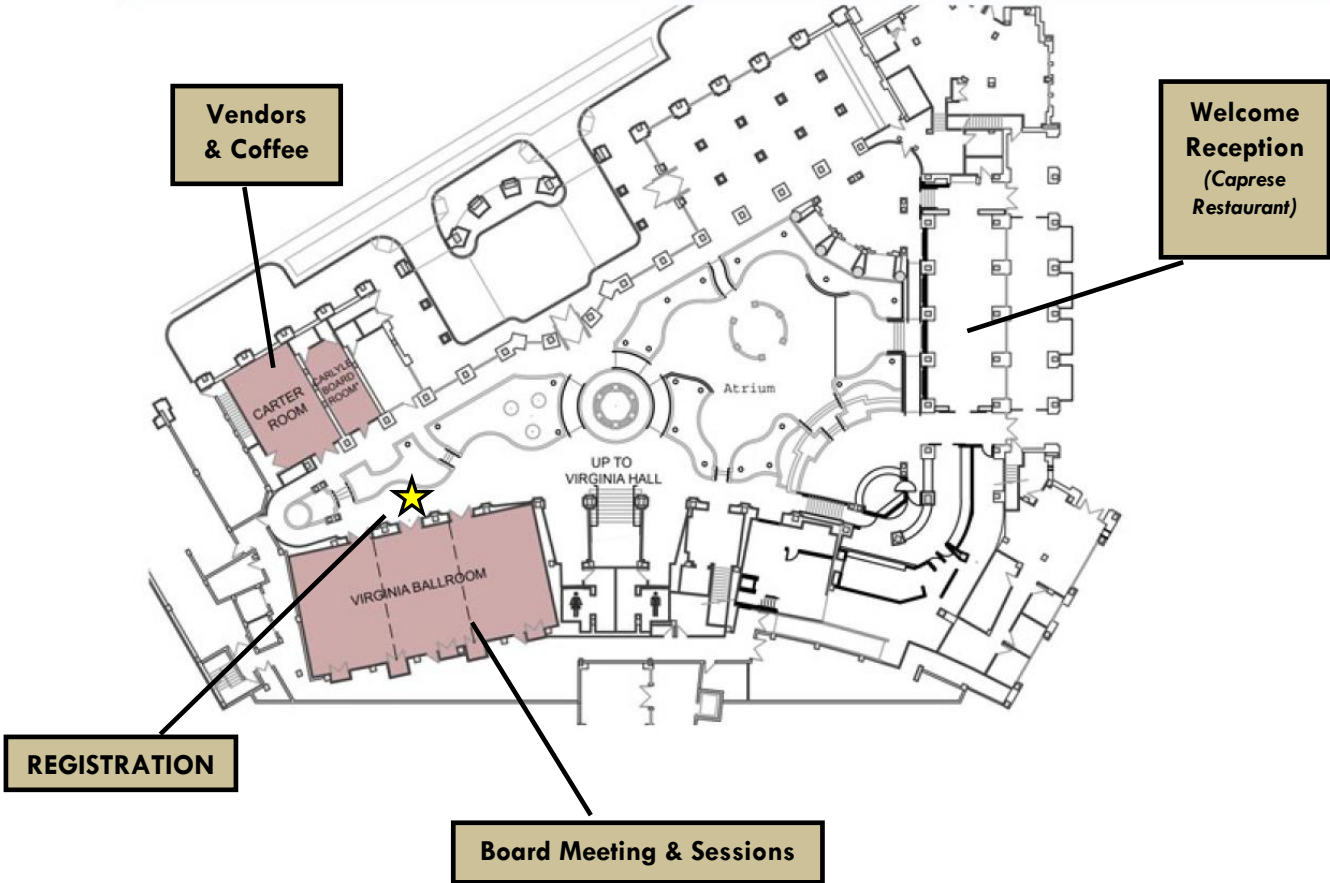 Vendors
& Coffee
Welcome
Reception
(Caprese
Restaurant)
CARTER
ROOM
CARLYLE
BOARD
ROOM*
Atrium
UP TO
VIRGINIA HALL
VIRGINIA BALLROOM
REGISTRATION
Board Meeting & Sessions